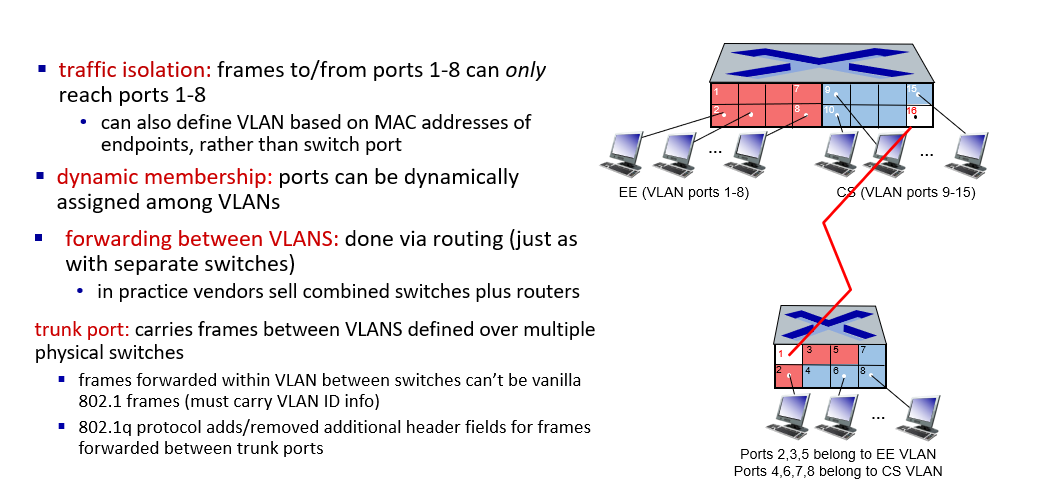 traffic isolation: frames to/from ports 1-8 can only
reach ports 1-8
can also define VLAN based on MAC addresses of
endpoints, rather than switch port
dynamic membership: ports can be dynamically
assigned among VLANs
forwarding between VLANS: done via routing (just as
with separate switches)
in practice vendors sell combined switches plus routers
trunk port: carries frames between VLANS defined over multiple
physical switches
frames forwarded within VLAN between switches can't be vanilla
802.1 frames (must carry VLAN ID info)
802.1q protocol adds/removed additional header fields for frames
forwarded between trunk ports
1 7 9 15
2 8 10 16
... ...
EE (VLAN ports 1-8) CS (VLAN ports 9-15)
1 3 5 7
2 4 6 8
...
Ports 2,3,5 belong to EE VLAN
Ports 4,6,7,8 belong to CS VLAN